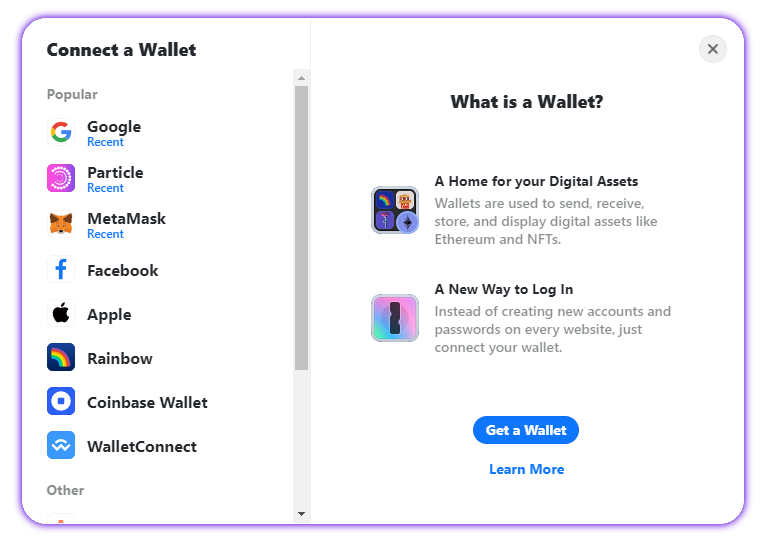 Connect a Wallet
Popular
Google
Recent
Particle
Recent
MetaMask
Recent
Facebook
Apple
Rainbow
Coinbase Wallet
WalletConnect
Other
What is a Wallet?
A Home for your Digital Assets
Wallets are used to send, receive,
store, and display digital assets like
Ethereum and NFTs.
A New Way to Log In
Instead of creating new accounts and
passwords on every website, just
connect your wallet.
Get a Wallet
Learn More